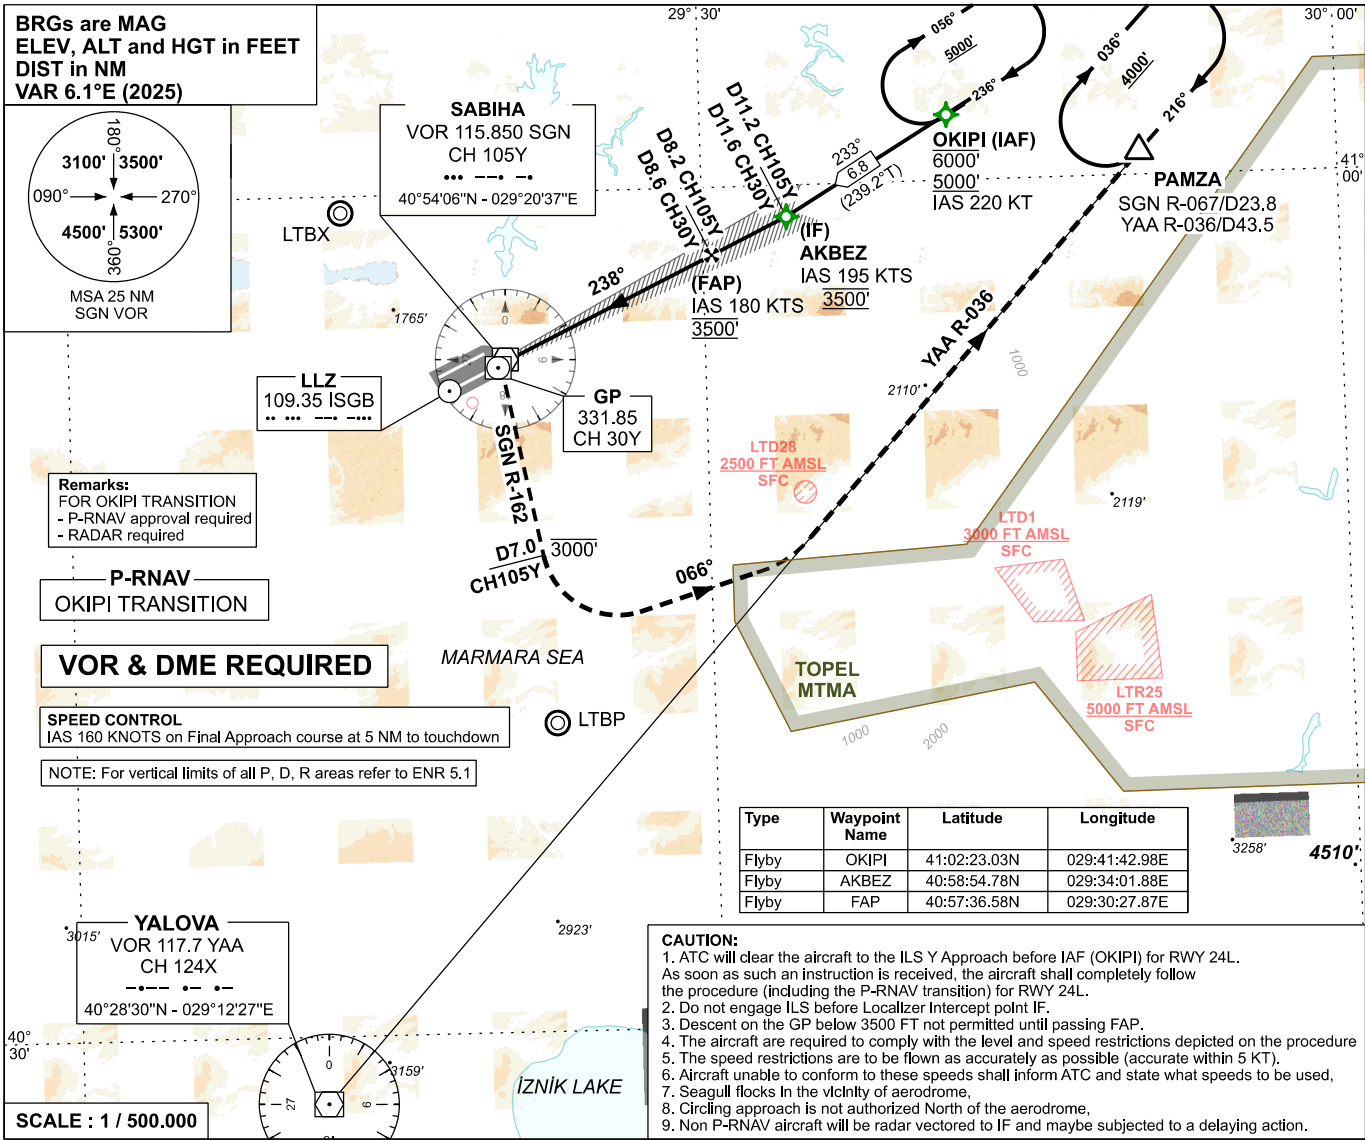 BRGs are MAG
ELEV, ALT and HGT in FEET
DIST in NM
VAR 6.1°E (2025)
29° 30'
30° 00'
41°
00'
180°
3100' 3500'
090° 270°
4500' 5300'
360°
MSA 25 NM
SGN VOR
SABIHA
VOR 115.850 SGN
CH 105Y
40°54'06"N - 029°20'37"E
LTBX
1765'
D8.2 CH105Y
D8.6 CH30Y
D11.2 CH105Y
D11.6 CH30Y
056°
5000'
236°
036°
4000'
216°
OKIPI (IAF)
6000'
5000'
IAS 220 KT
233°
6.8
(239.2°T)
PAMZA
SGN R-067/D23.8
YAA R-036/D43.5
(IF)
AKBEZ
IAS 195 KTS
3500'
(FAP)
IAS 180 KTS
3500'
238°
LLZ
109.35 ISGB
GP
331.85
CH 30Y
SGN R-162
D7.0
CH105Y
3000'
066°
YAA R-036
1000
2110'
2119'
LTD28
2500 FT AMSL
SFC
LTD1
3000 FT AMSL
SFC
LTR25
5000 FT AMSL
SFC
TOPEL
MTMA
1000
2000
Remarks:
FOR OKIPI TRANSITION
- P-RNAV approval required
- RADAR required
P-RNAV
OKIPI TRANSITION
VOR & DME REQUIRED
MARMARA SEA
LTBP
SPEED CONTROL
IAS 160 KNOTS on Final Approach course at 5 NM to touchdown
NOTE: For vertical limits of all P, D, R areas refer to ENR 5.1
Type Waypoint Name Latitude Longitude
Flyby OKIPI 41:02:23.03N 029:41:42.98E
Flyby AKBEZ 40:58:54.78N 029:34:01.88E
Flyby FAP 40:57:36.58N 029:30:27.87E
3258'
4510'
3015'
2923'
YALOVA
VOR 117.7 YAA
CH 124X
40°28'30"N - 029°12'27"E
40°
30'
0
27
6
3159'
İZNİK LAKE
SCALE : 1 / 500.000
CAUTION:
1. ATC will clear the aircraft to the ILS Y Approach before IAF (OKIPI) for RWY 24L.
As soon as such an instruction is received, the aircraft shall completely follow
the procedure (including the P-RNAV transition) for RWY 24L.
2. Do not engage ILS before Localizer Intercept point IF.
3. Descent on the GP below 3500 FT not permitted until passing FAP.
4. The aircraft are required to comply with the level and speed restrictions depicted on the procedure
5. The speed restrictions are to be flown as accurately as possible (accurate within 5 KT).
6. Aircraft unable to conform to these speeds shall inform ATC and state what speeds to be used,
7. Seagull flocks in the vicinity of aerodrome,
8. Circling approach is not authorized North of the aerodrome,
9. Non P-RNAV aircraft will be radar vectored to IF and maybe subjected to a delaying action.